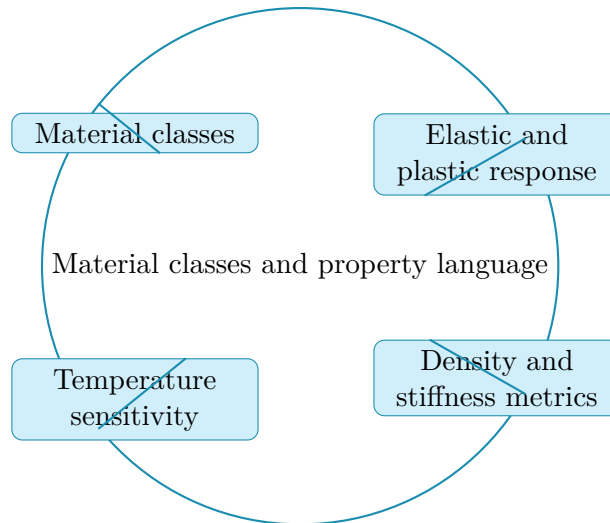 Material classes
Elastic and
plastic response
Material classes and property language
Temperature
sensitivity
Density and
stiffness metrics